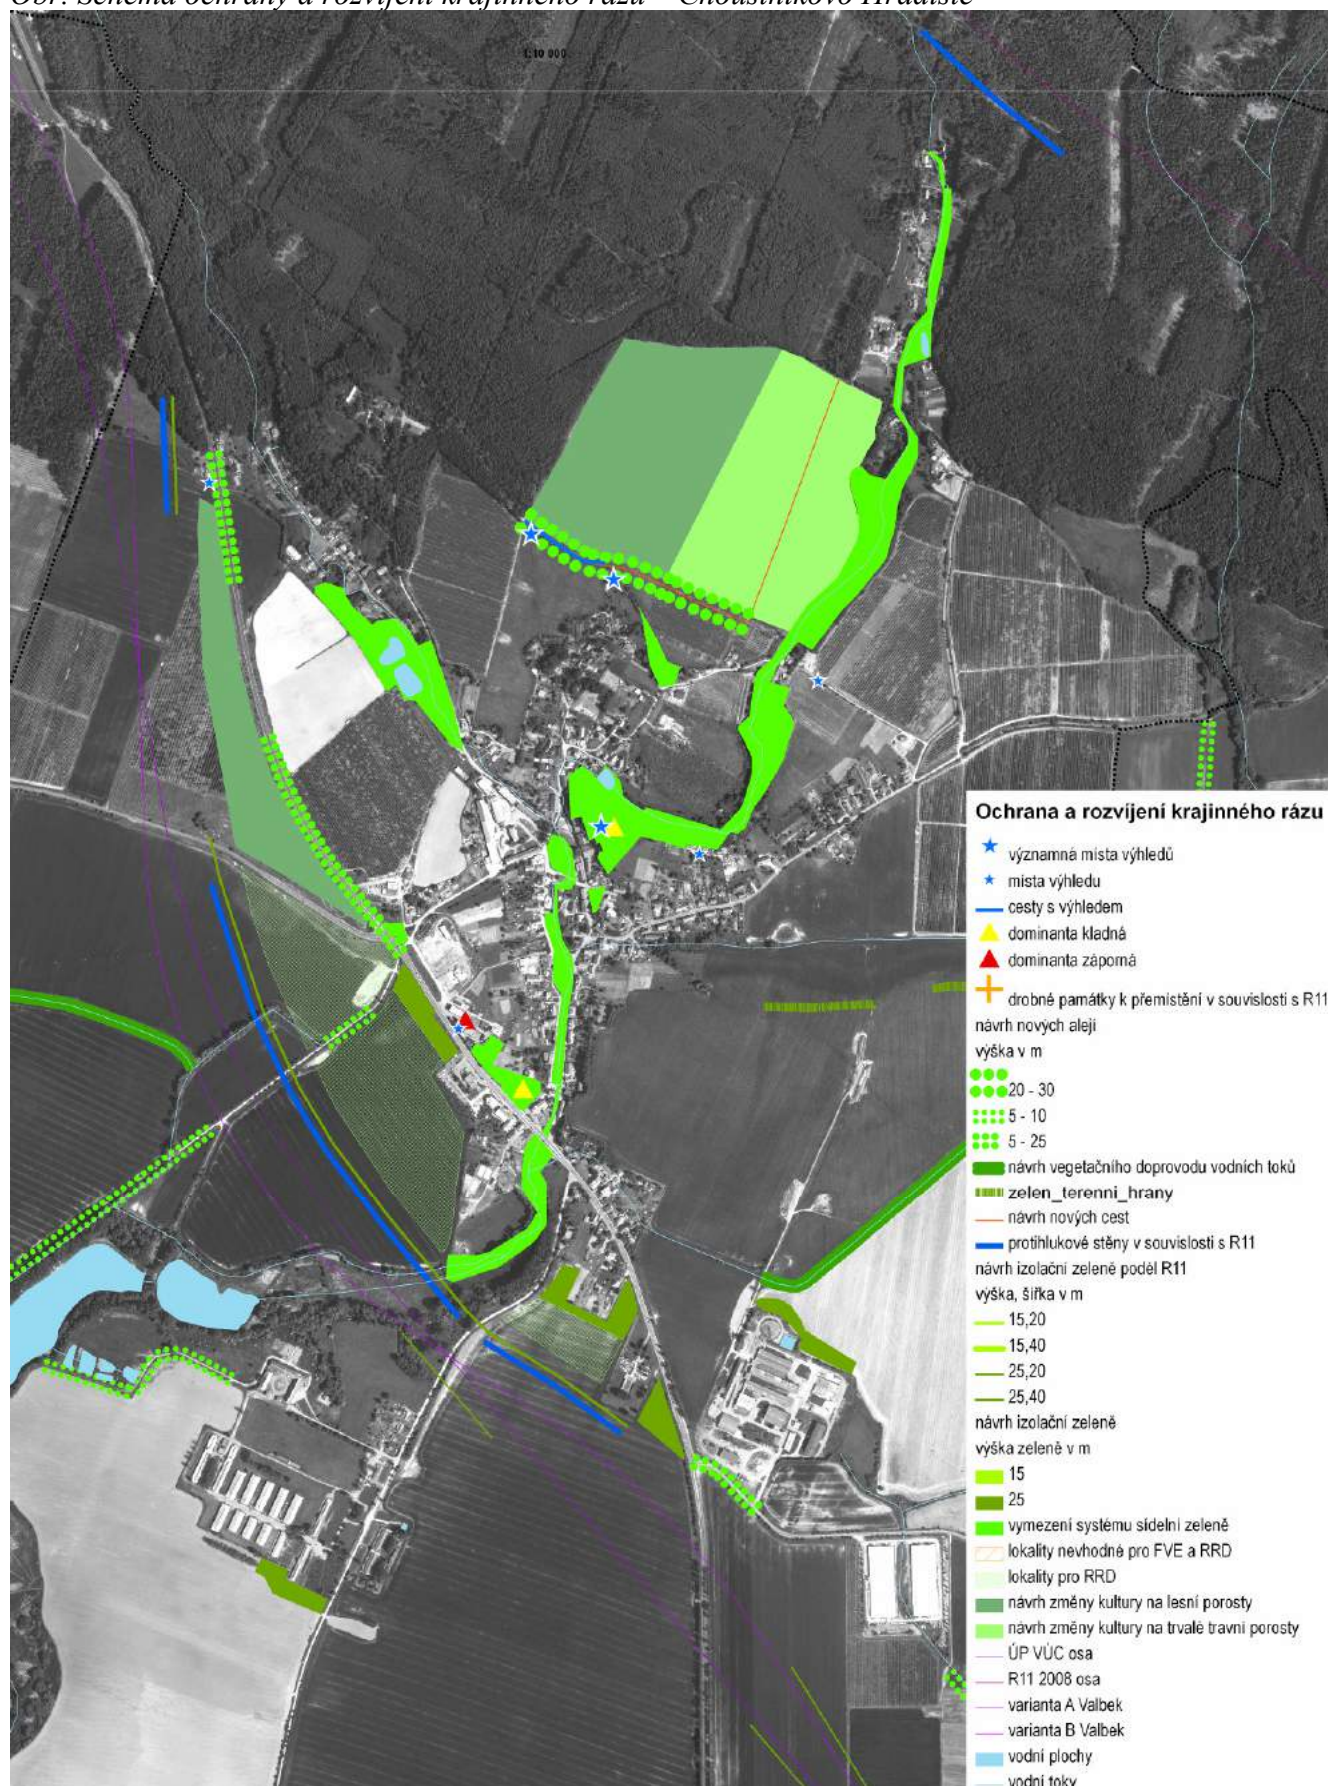 Obr. Schéma ochrany a rozvíjení krajinného rázu – Choustníkovo Hradiště
1:10 000
Ochrana a rozvíjení krajinného rázu
významná místa výhledů
místa výhledu
cesty s výhledem
dominanta kladná
dominanta záporná
drobné památky k přemístění v souvislosti s R11
návrh nových alejí
výška v m
20 - 30
5 - 10
5 - 25
návrh vegetačního doprovodu vodních toků
zelen_terenni_hrany
návrh nových cest
protihlukové stěny v souvislosti s R11
návrh izolační zeleně podél R11
výška, šířka v m
15,20
15,40
25,20
25,40
návrh izolační zeleně
výška zeleně v m
15
25
vymezení systému sídelní zeleně
lokality nevhodné pro FVE a RRD
lokality pro RRD
návrh změny kultury na lesní porosty
návrh změny kultury na trvalé travní porosty
ÚP VÚC osa
R11 2008 osa
varianta A Valbek
varianta B Valbek
vodní plochy
vodní toky